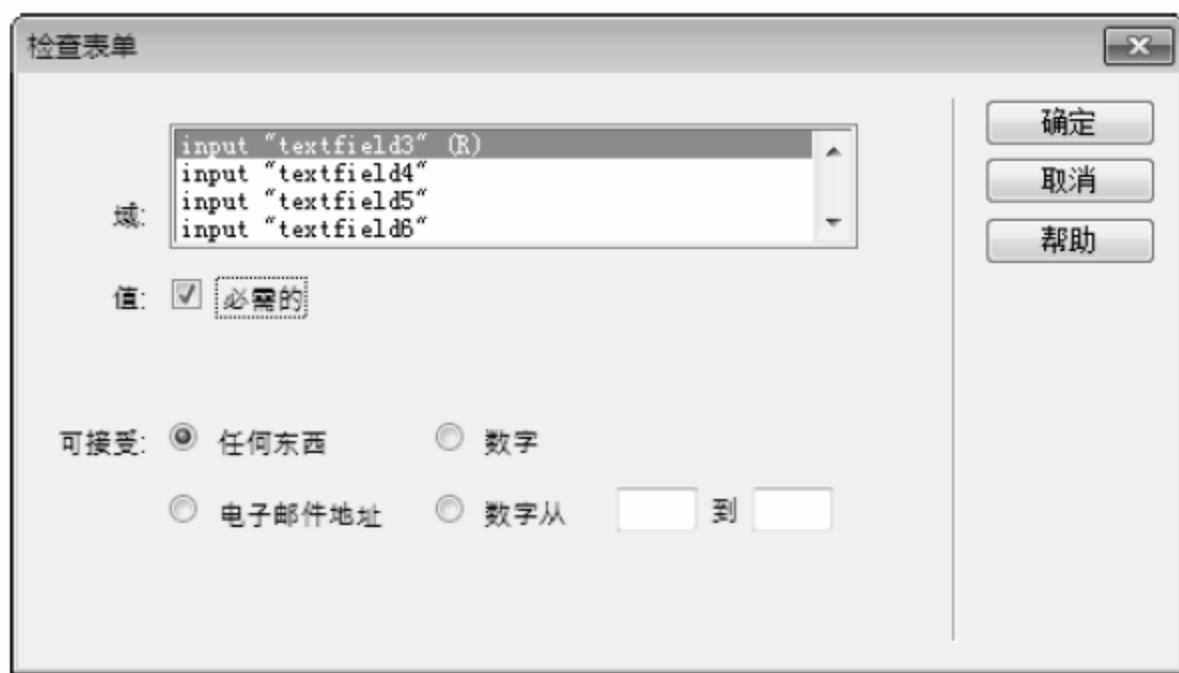 检查表单
input "textfield3" (R)
input "textfield4"
input "textfield5"
input "textfield6"
域:
值: 必需的
可接受: 任何东西 数字
电子邮件地址 数字从 到
确定
取消
帮助